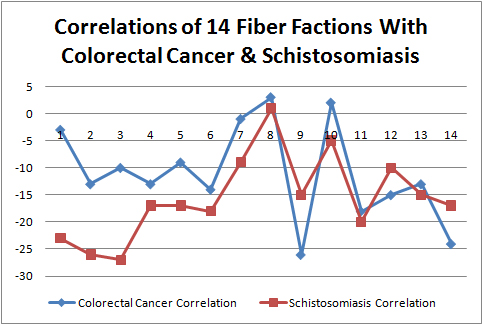 Correlations of 14 Fiber Factions With
Colorectal Cancer & Schistosomiasis
5
0
1 2 3 4 5 6 7 8 9 10 11 12 13 14
-5
-10
-15
-20
-25
-30
Colorectal Cancer Correlation Schistosomiasis Correlation